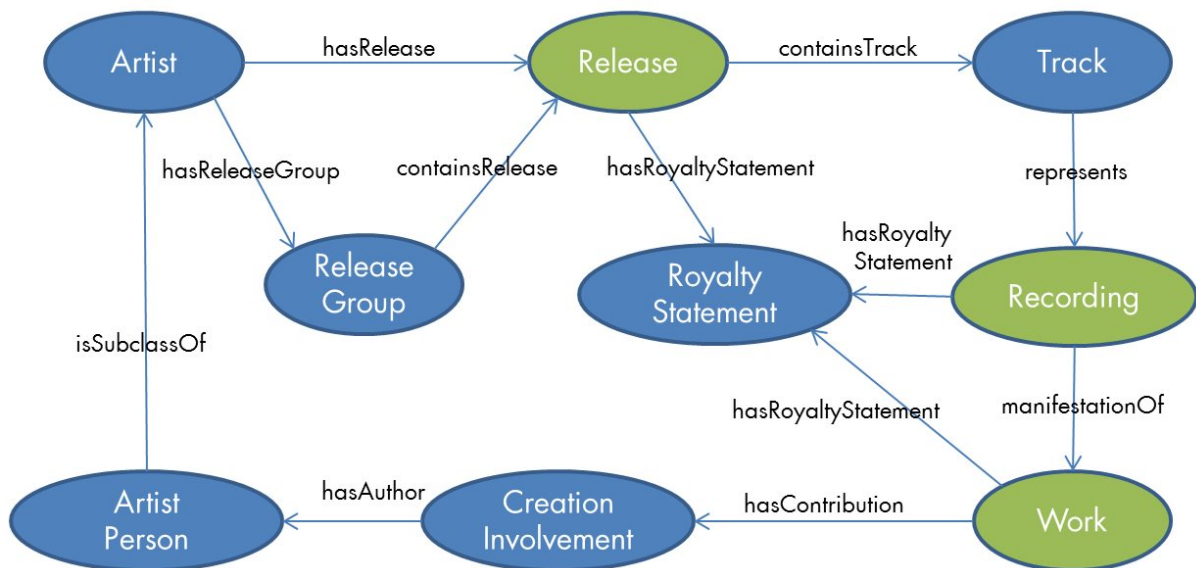 Artist
hasRelease
Release
containsTrack
Track
hasReleaseGroup
containsRelease
hasRoyaltyStatement
represents
Release
Group
Royalty
Statement
hasRoyalty
Statement
Recording
isSubclassOf
hasRoyaltyStatement
manifestationOf
Artist
Person
hasAuthor
Creation
Involvement
hasContribution
Work